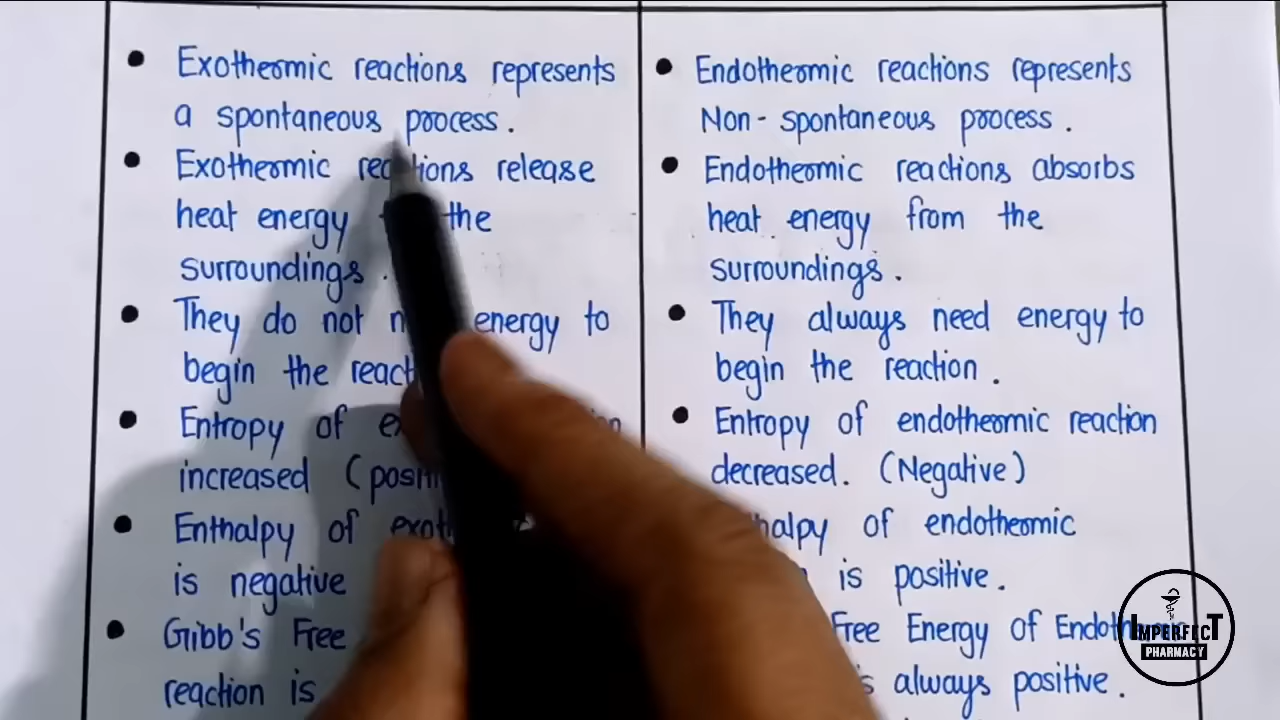 Exothermic reactions represents
a spontaneous process.
Exothermic reactions release
heat energy the
surroundings.
They do not energy to
begin the
Entropy of
increased
Enthalpy of
is negative
Gibb's Free
reaction is
Endothermic reactions represents
Non-spontaneous process.
Endothermic reactions absorbs
heat energy from the
surroundings.
They always need energy to
begin the reaction.
Entropy of endothermic reaction
decreased. (Negative)
of endothermic
is positive.
Free Energy of
always positive.
IMPERFECT
PHARMACY